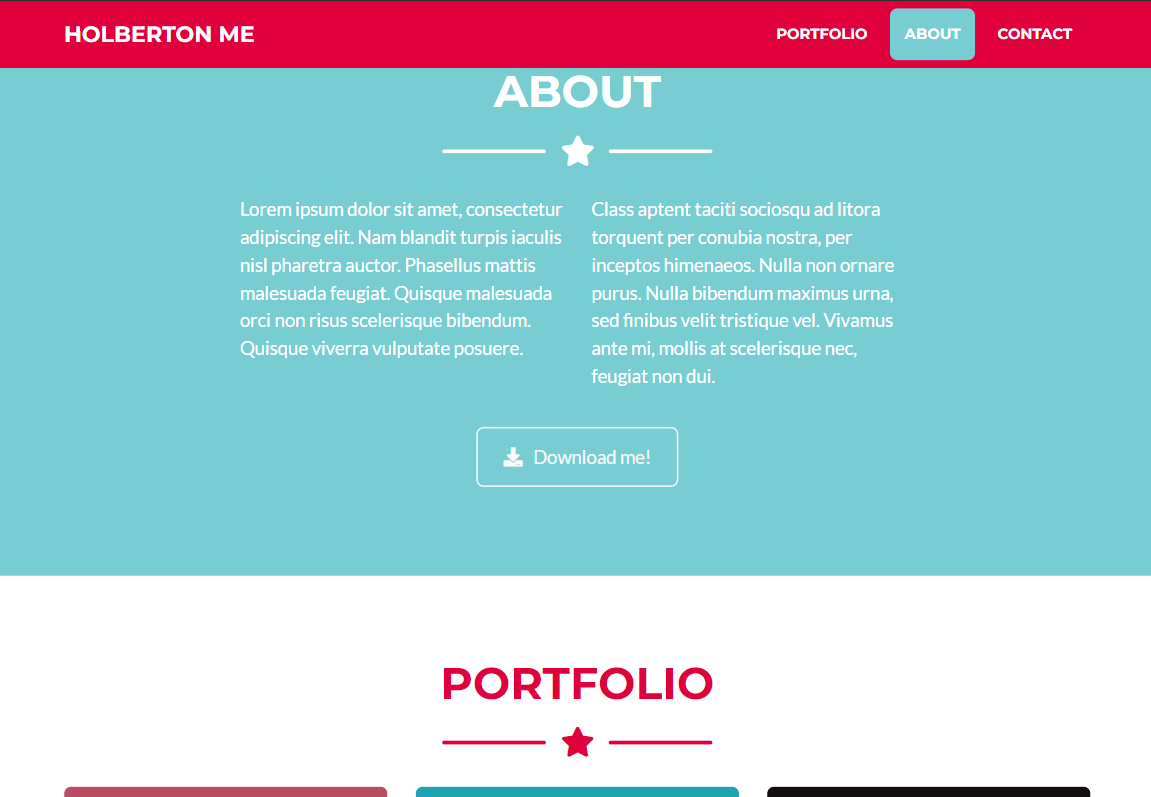 HOLBERTON ME
PORTFOLIO
ABOUT
CONTACT
ABOUT
Lorem ipsum dolor sit amet, consectetur
adipiscing elit. Nam blandit turpis iaculis
nisl pharetra auctor. Phasellus mattis
malesuada feugiat. Quisque malesuada
orci non risus scelerisque bibendum.
Quisque viverra vulputate posuere.
Class aptent taciti sociosqu ad litora
torquent per conubia nostra, per
inceptos himenaeos. Nulla non ornare
purus. Nulla bibendum maximus urna,
sed finibus velit tristique vel. Vivamus
ante mi, mollis at scelerisque nec,
feugiat non dui.
Download me!
PORTFOLIO